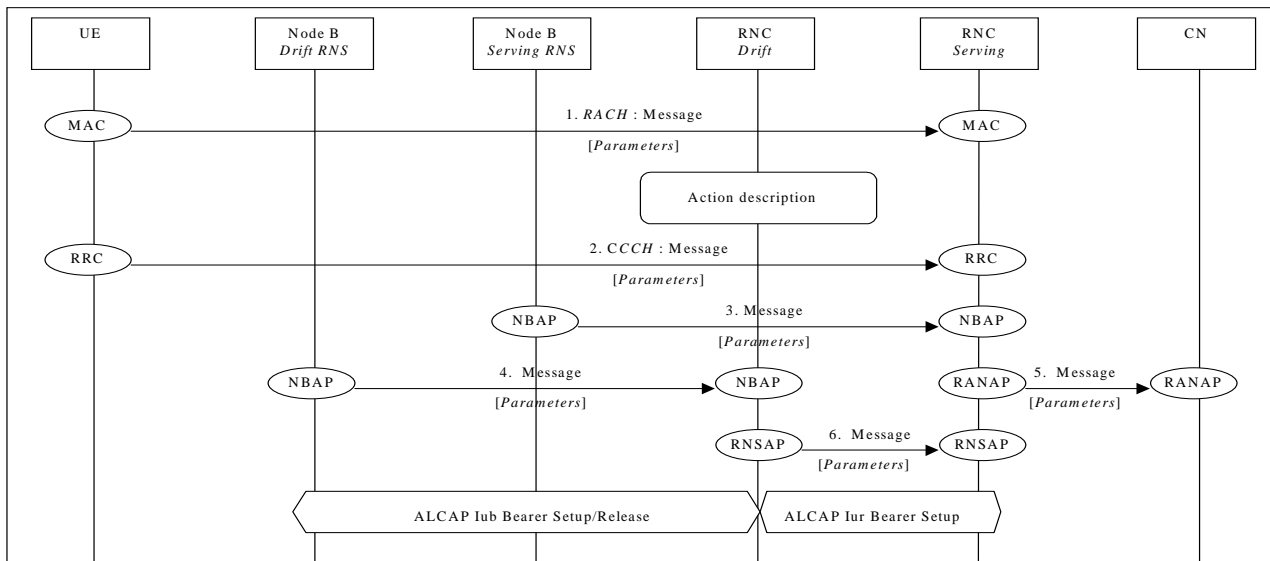 UE
Node B
Drift RNS
Node B
Serving RNS
RNC
Drift
RNC
Serving
CN
MAC
1. RACH : Message
MAC
[Parameters]
Action description
RRC
2. CCCH : Message
RRC
[Parameters]
NBAP
3. Message
NBAP
[Parameters]
NBAP
4. Message
NBAP
[Parameters]
RANAP
5. Message
RANAP
[Parameters]
RNSAP
6. Message
RNSAP
[Parameters]
ALCAP Iub Bearer Setup/Release
ALCAP Iur Bearer Setup